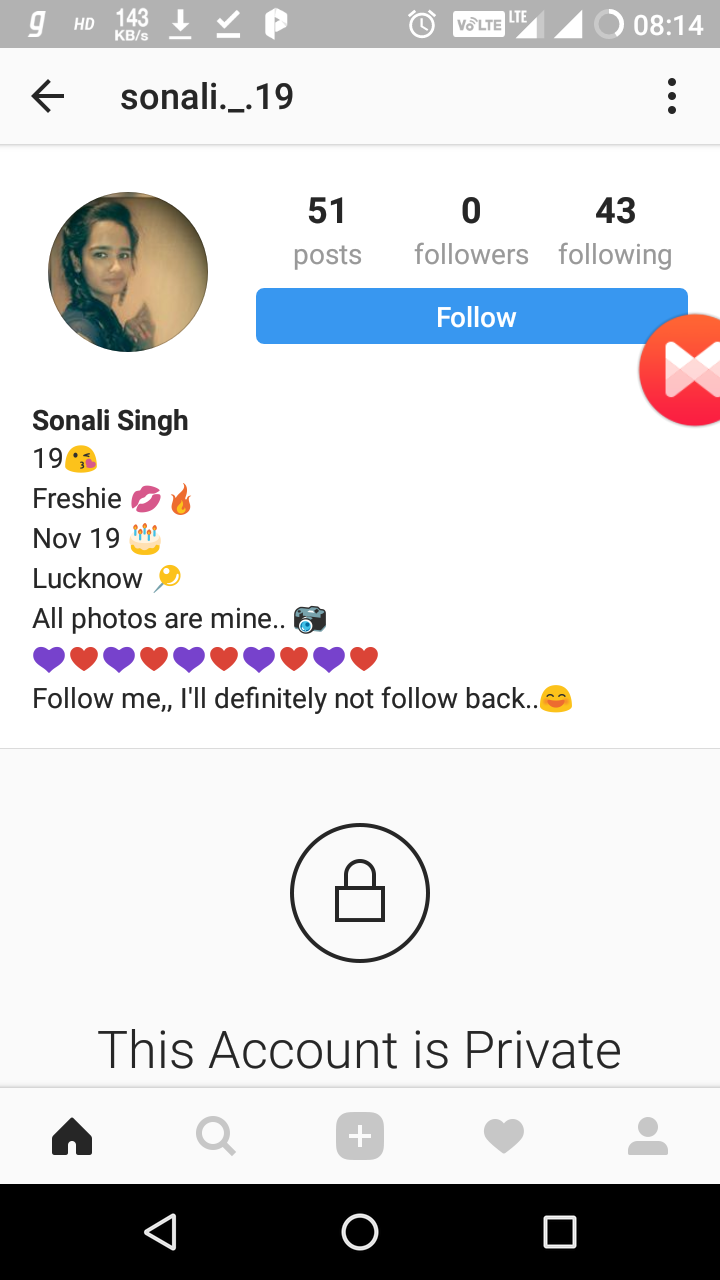 g HD 143 KB/s VoLTE LTE 08:14
sonali._.19
51 0 43
posts followers following
Follow
Sonali Singh
19😘
Freshie 💋🔥
Nov 19 🎂
Lucknow 📍
All photos are mine.. 📷
💜❤️💜❤️💜❤️💜❤️💜❤️
Follow me,, I'll definitely not follow back..🤗
This Account is Private